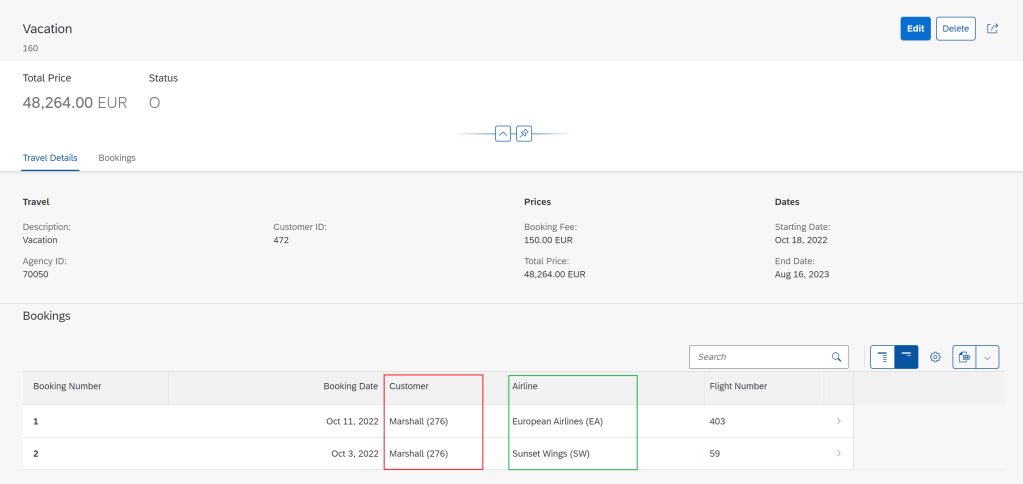 Vacation
160
Edit Delete
Total Price Status
48,264.00 EUR O
Travel Details Bookings
Travel Prices Dates
Description: Customer ID: Booking Fee: Starting Date:
Vacation 472 150.00 EUR Oct 18, 2022
Agency ID: Total Price: End Date:
70050 48,264.00 EUR Aug 16, 2023
Bookings
Search
Booking Number Booking Date Customer Airline Flight Number
1 Oct 11, 2022 Marshall (276) European Airlines (EA) 403
2 Oct 3, 2022 Marshall (276) Sunset Wings (SW) 59